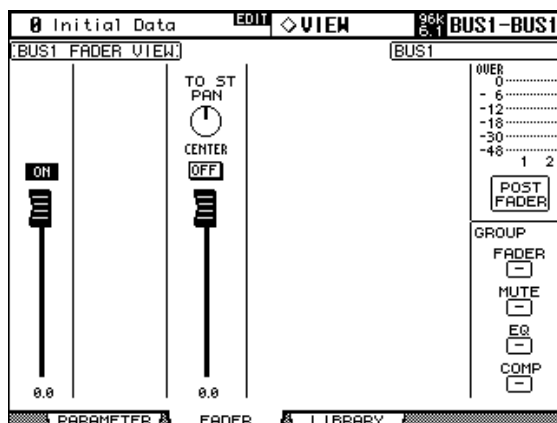 0 Initial Data EDIT ◇VIEW 96k 6.1 BUS1-BUS1
BUS1 FADER VIEW
BUS1
TO ST
PAN
CENTER
ON
OFF
0.0
0.0
OVER
0
- 6
-12
-18
-30
-48
1 2
POST
FADER
GROUP
FADER
-
MUTE
-
EQ
-
COMP
-
PARAMETER FADER LIBRARY